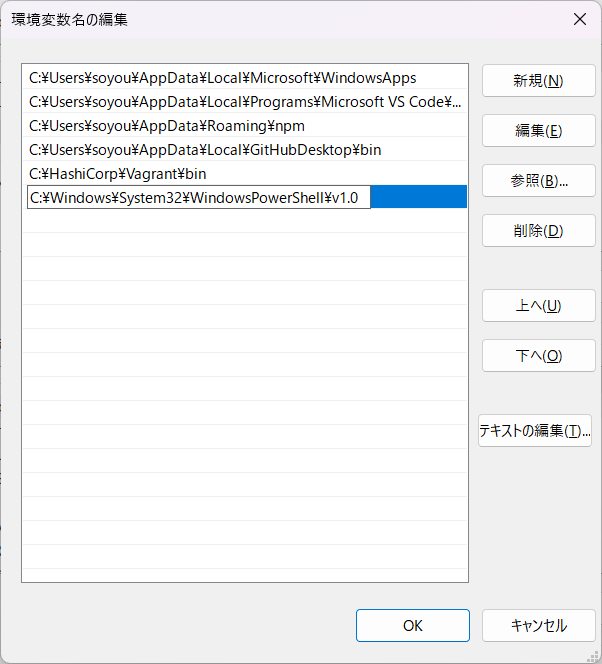 環境変数名の編集
C:¥Users¥soyou¥AppData¥Local¥Microsoft¥WindowsApps
C:¥Users¥soyou¥AppData¥Local¥Programs¥Microsoft VS Code¥...
C:¥Users¥soyou¥AppData¥Roaming¥npm
C:¥Users¥soyou¥AppData¥Local¥GitHubDesktop¥bin
C:¥HashiCorp¥Vagrant¥bin
C:¥Windows¥System32¥WindowsPowerShell¥v1.0
新規(N)
編集(E)
参照(B)...
削除(D)
上へ(U)
下へ(O)
テキストの編集(T)...
OK
キャンセル